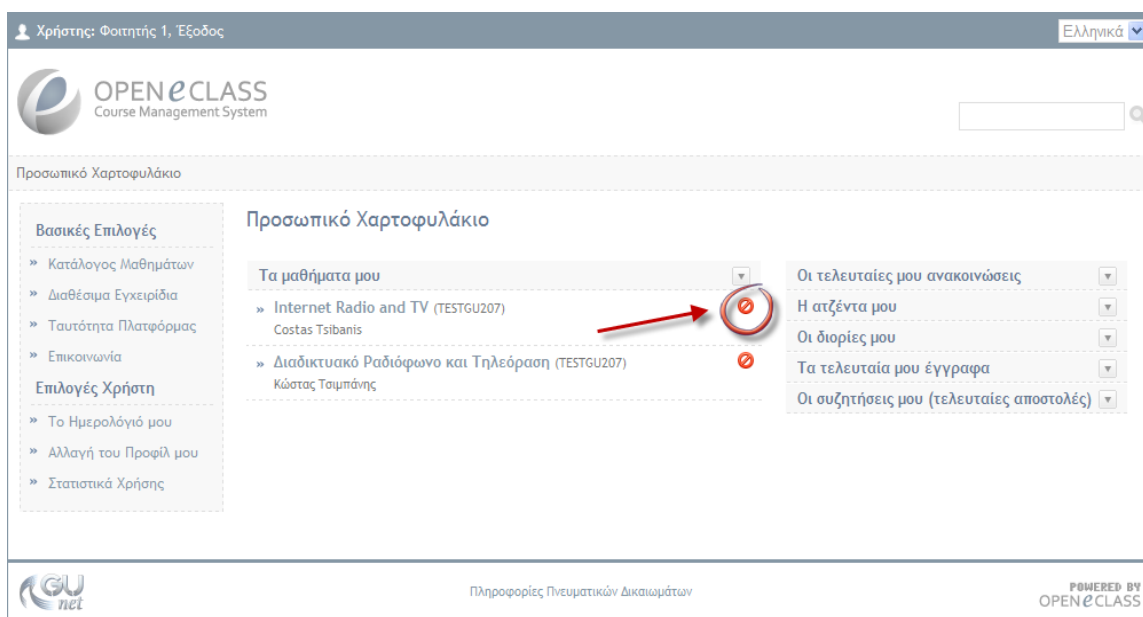 Χρήστης: Φοιτητής 1, Έξοδος
Ελληνικά
OPEN eCLASS
Course Management System
Προσωπικό Χαρτοφυλάκιο
Βασικές Επιλογές
» Κατάλογος Μαθημάτων
» Διαθέσιμα Εγχειρίδια
» Ταυτότητα Πλατφόρμας
» Επικοινωνία
Επιλογές Χρήστη
» Το Ημερολόγιό μου
» Αλλαγή του Προφίλ μου
» Στατιστικά Χρήσης
Προσωπικό Χαρτοφυλάκιο
Τα μαθήματα μου
» Internet Radio and TV (TESTGU207)
Costas Tsibanis
» Διαδικτυακό Ραδιόφωνο και Τηλεόραση (TESTGU207)
Κώστας Τσιμπάνης
Οι τελευταίες μου ανακοινώσεις
Η ατζέντα μου
Οι διορίες μου
Τα τελευταία μου έγγραφα
Οι συζητήσεις μου (τελευταίες αποστολές)
GU net
Πληροφορίες Πνευματικών Δικαιωμάτων
POWERED BY
OPEN eCLASS